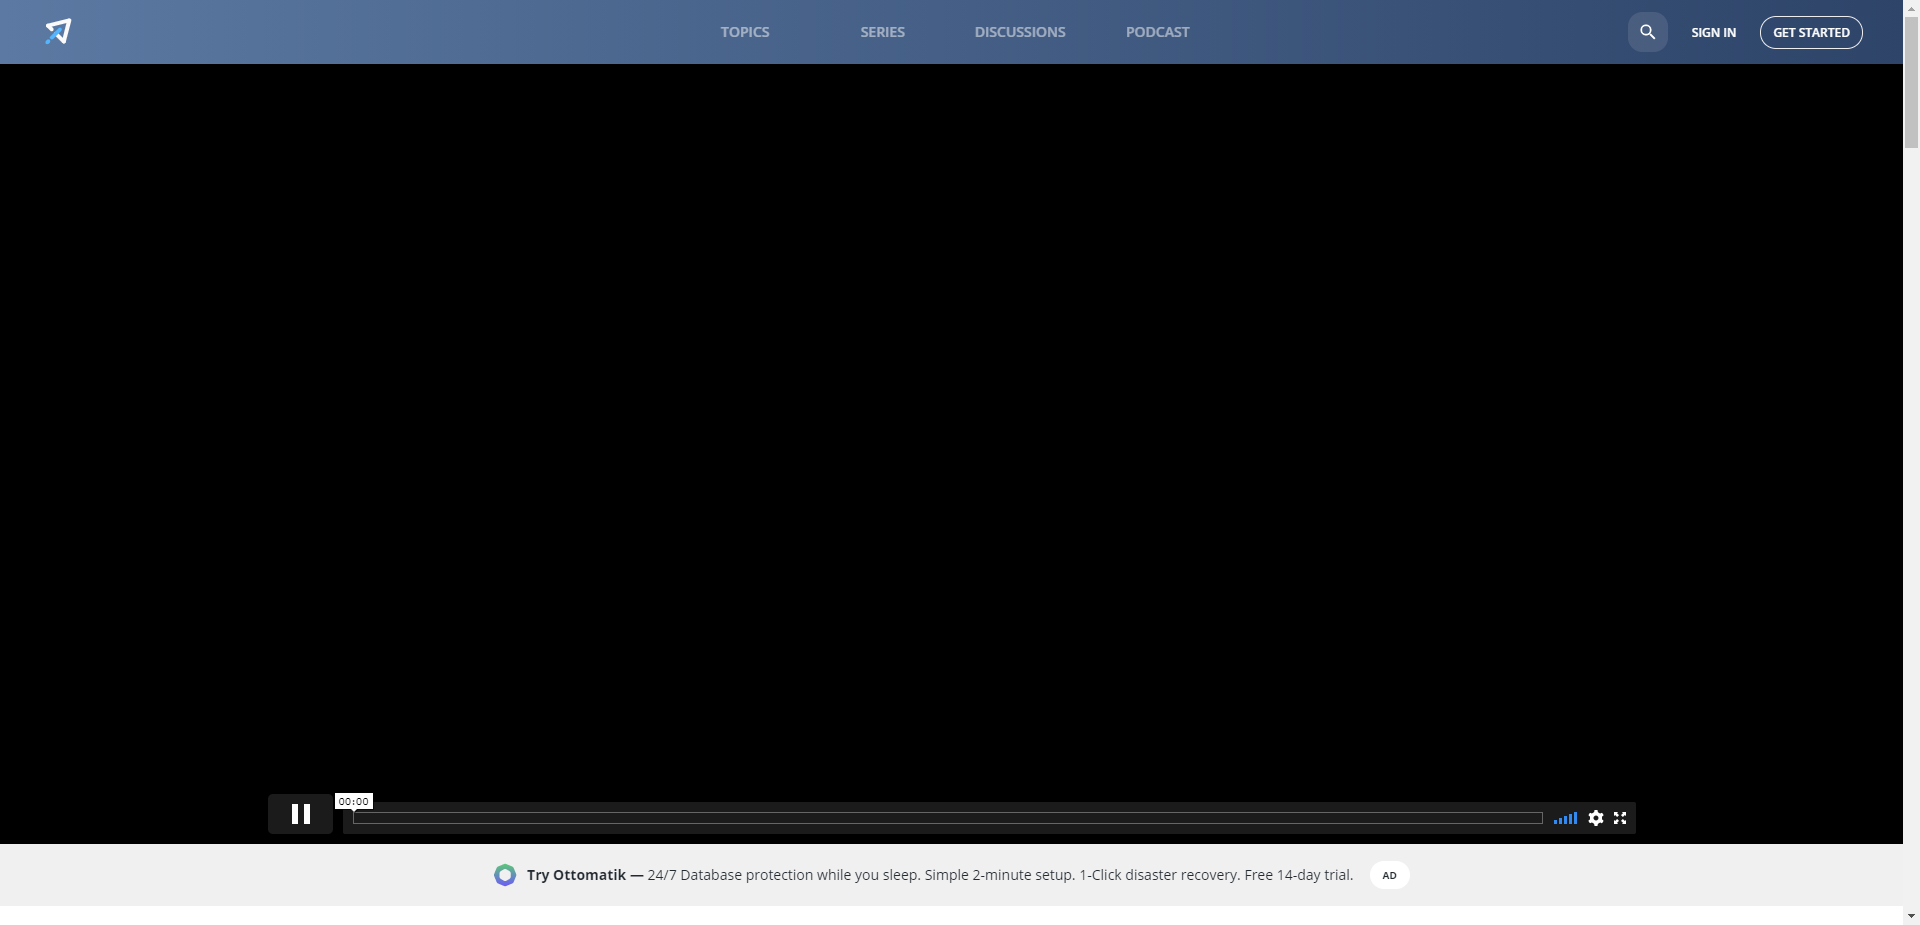 TOPICS SERIES DISCUSSIONS PODCAST SIGN IN GET STARTED
00:00
Try Ottomatik — 24/7 Database protection while you sleep. Simple 2-minute setup. 1-Click disaster recovery. Free 14-day trial. AD